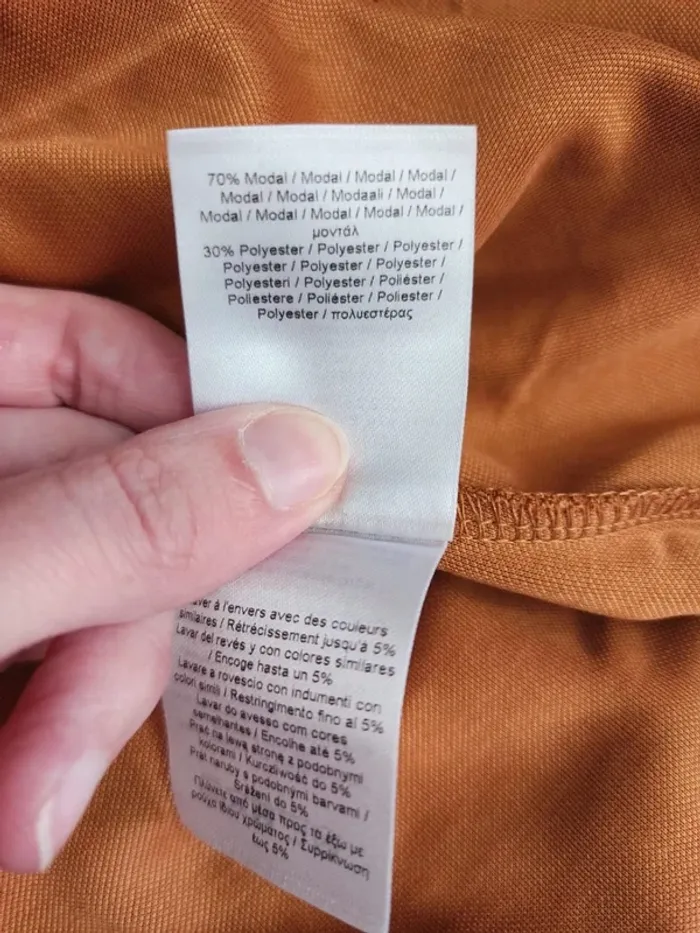 70% Modal / Modal / Modal / Modal /
Modal / Modal / Modaali / Modal /
Modal / Modal / Modal / Modal / Modal /
μοντάλ
30% Polyester / Polyester / Polyester /
Polyester / Polyester / Polyester /
Polyesteri / Polyester / Poliéster /
Poliestere / Poliéster / Poliester /
Polyester / πολυεστέρας
à l'envers avec des couleurs
similaires / Rétrécissement jusqu'à 5%
Lavar del revés y con colores similares
/ Encoge hasta un 5%
Lavare a rovescio con indumenti con
colori simili / Restringimento fino al 5%
Lavar do avesso com cores
semelhantes / Encolhe até 5%
Prać na lewą stronę z podobnymi
kolorami / Kurczliwość do 5%
Prát naruby s podobnými barvami /
Srážení do 5%
Πλύνετε από μέσα προς τα έξω με
ρούχα ίδιου χρώματος / Συρρίκνωση
έως 5%